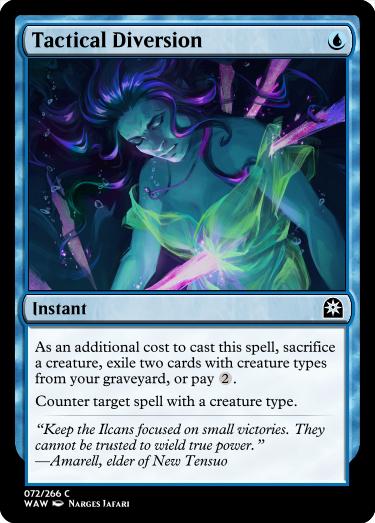 Tactical Diversion
Instant
As an additional cost to cast this spell, sacrifice
a creature, exile two cards with creature types
from your graveyard, or pay 2.
Counter target spell with a creature type.
“Keep the Ilcans focused on small victories. They
cannot be trusted to wield true power.”
—Amarell, elder of New Tensuo
072/266 C
WAW Narges Jafari